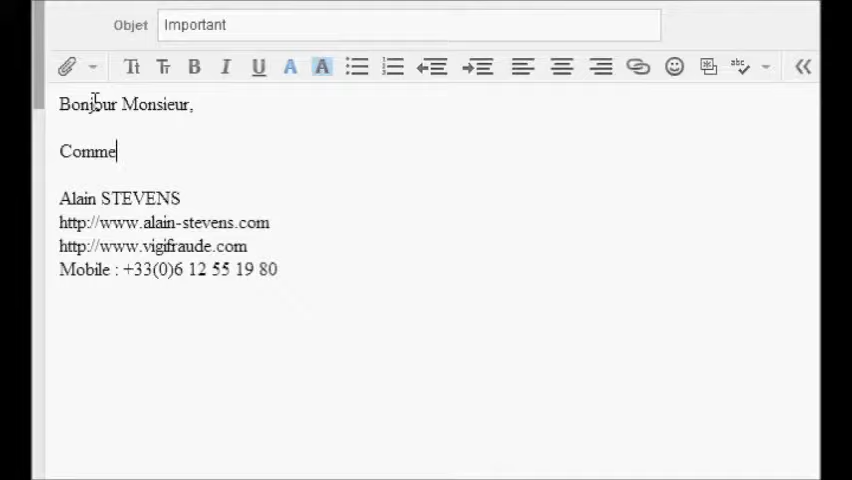 Objet Important
Bonjour Monsieur,
Comme
Alain STEVENS
http://www.alain-stevens.com
http://www.vigifraude.com
Mobile : +33(0)6 12 55 19 80